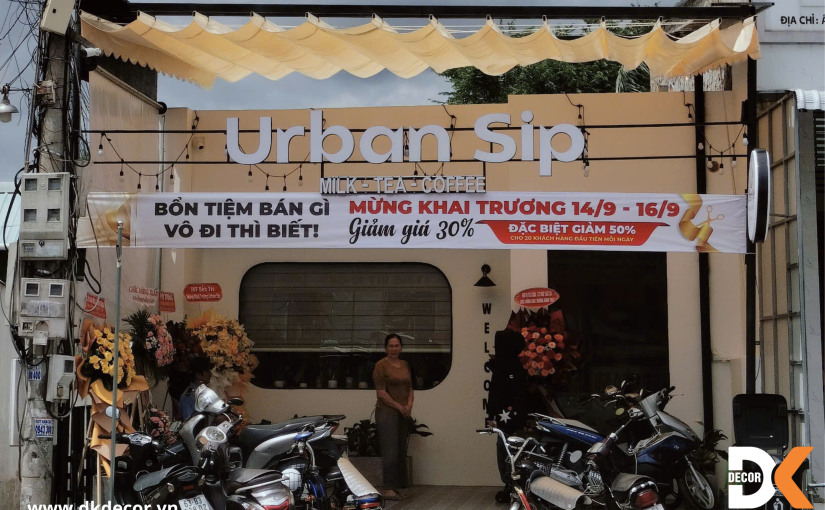 ĐỊA CHỈ:
Urban Sip
MILK - TEA - COFFEE
BỔN TIỆM BÁN GÌ
VÔ ĐI THÌ BIẾT!
MỪNG KHAI TRƯƠNG 14/9 - 16/9
Giảm giá 30%
ĐẶC BIỆT GIẢM 50%
CHO 20 KHÁCH HÀNG ĐẦU TIÊN MỖI NGÀY
WELCOM
DECOR
DK
www.dkdecor.vn